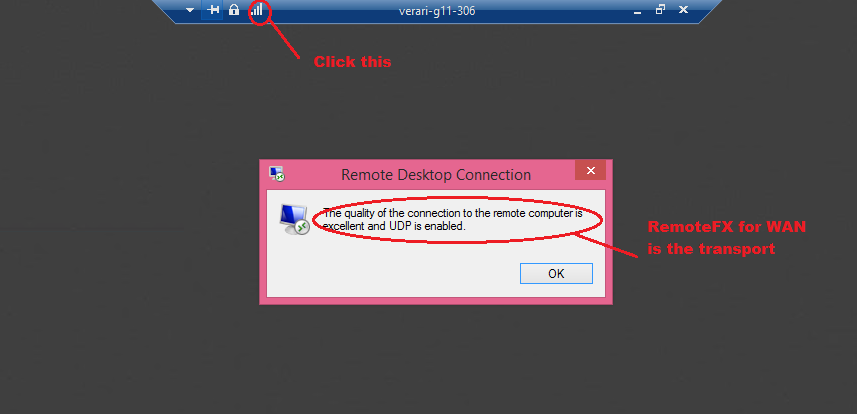 verari-g11-306
Click this
Remote Desktop Connection
The quality of the connection to the remote computer is
excellent and UDP is enabled.
RemoteFX for WAN
is the transport
OK